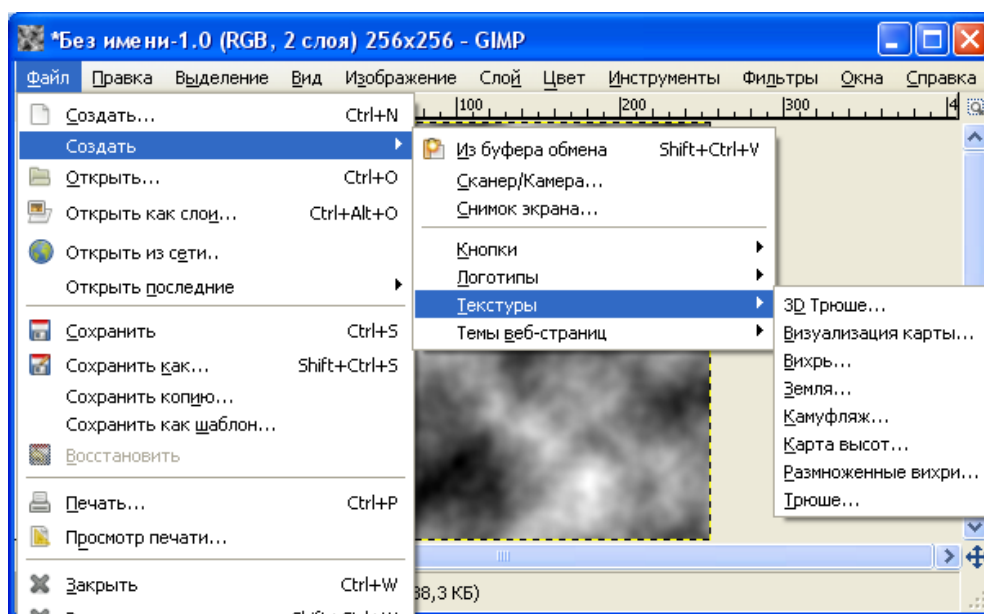 *Без имени-1.0 (RGB, 2 слоя) 256x256 - GIMP
Файл Правка Выделение Вид Изображение Слой Цвет Инструменты Фильтры Окна Справка
100 200 300 4
Создать... Ctrl+N
Создать
Открыть... Ctrl+O
Открыть как слои... Ctrl+Alt+O
Открыть из сети..
Открыть последние
Сохранить Ctrl+S
Сохранить как... Shift+Ctrl+S
Сохранить копию...
Сохранить как шаблон...
Восстановить
Печать... Ctrl+P
Просмотр печати...
Закрыть Ctrl+W
Из буфера обмена Shift+Ctrl+V
Сканер/Камера...
Снимок экрана...
Кнопки
Логотипы
Текстуры
Темы веб-страниц
3D Трюше...
Визуализация карты...
Вихрь...
Земля...
Камуфляж...
Карта высот...
Размноженные вихри...
Трюше...
38,3 КБ)